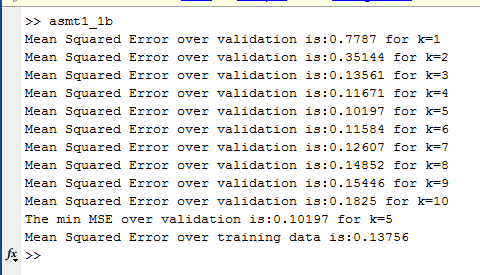 >> asmt1_1b
Mean Squared Error over validation is:0.7787 for k=1
Mean Squared Error over validation is:0.35144 for k=2
Mean Squared Error over validation is:0.13561 for k=3
Mean Squared Error over validation is:0.11671 for k=4
Mean Squared Error over validation is:0.10197 for k=5
Mean Squared Error over validation is:0.11584 for k=6
Mean Squared Error over validation is:0.12607 for k=7
Mean Squared Error over validation is:0.14852 for k=8
Mean Squared Error over validation is:0.15446 for k=9
Mean Squared Error over validation is:0.1825 for k=10
The min MSE over validation is:0.10197 for k=5
Mean Squared Error over training data is:0.13756
fx >>